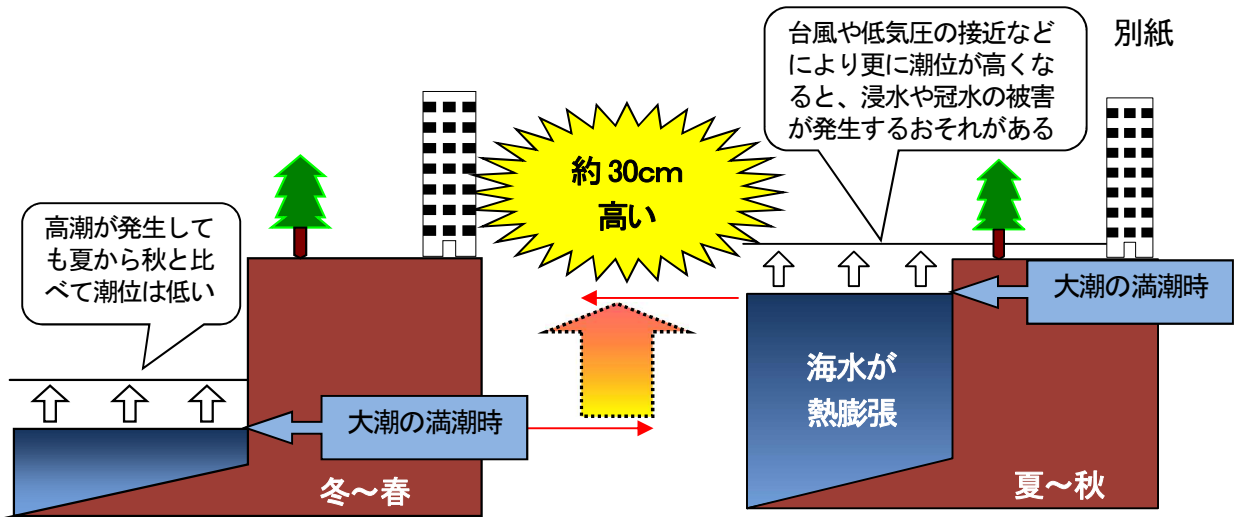 別紙
台風や低気圧の接近など
により更に潮位が高くな
ると、浸水や冠水の被害
が発生するおそれがある
約 30cm
高い
高潮が発生して
も夏から秋と比
べて潮位は低い
大潮の満潮時
冬～春
大潮の満潮時
海水が
熱膨張
夏～秋